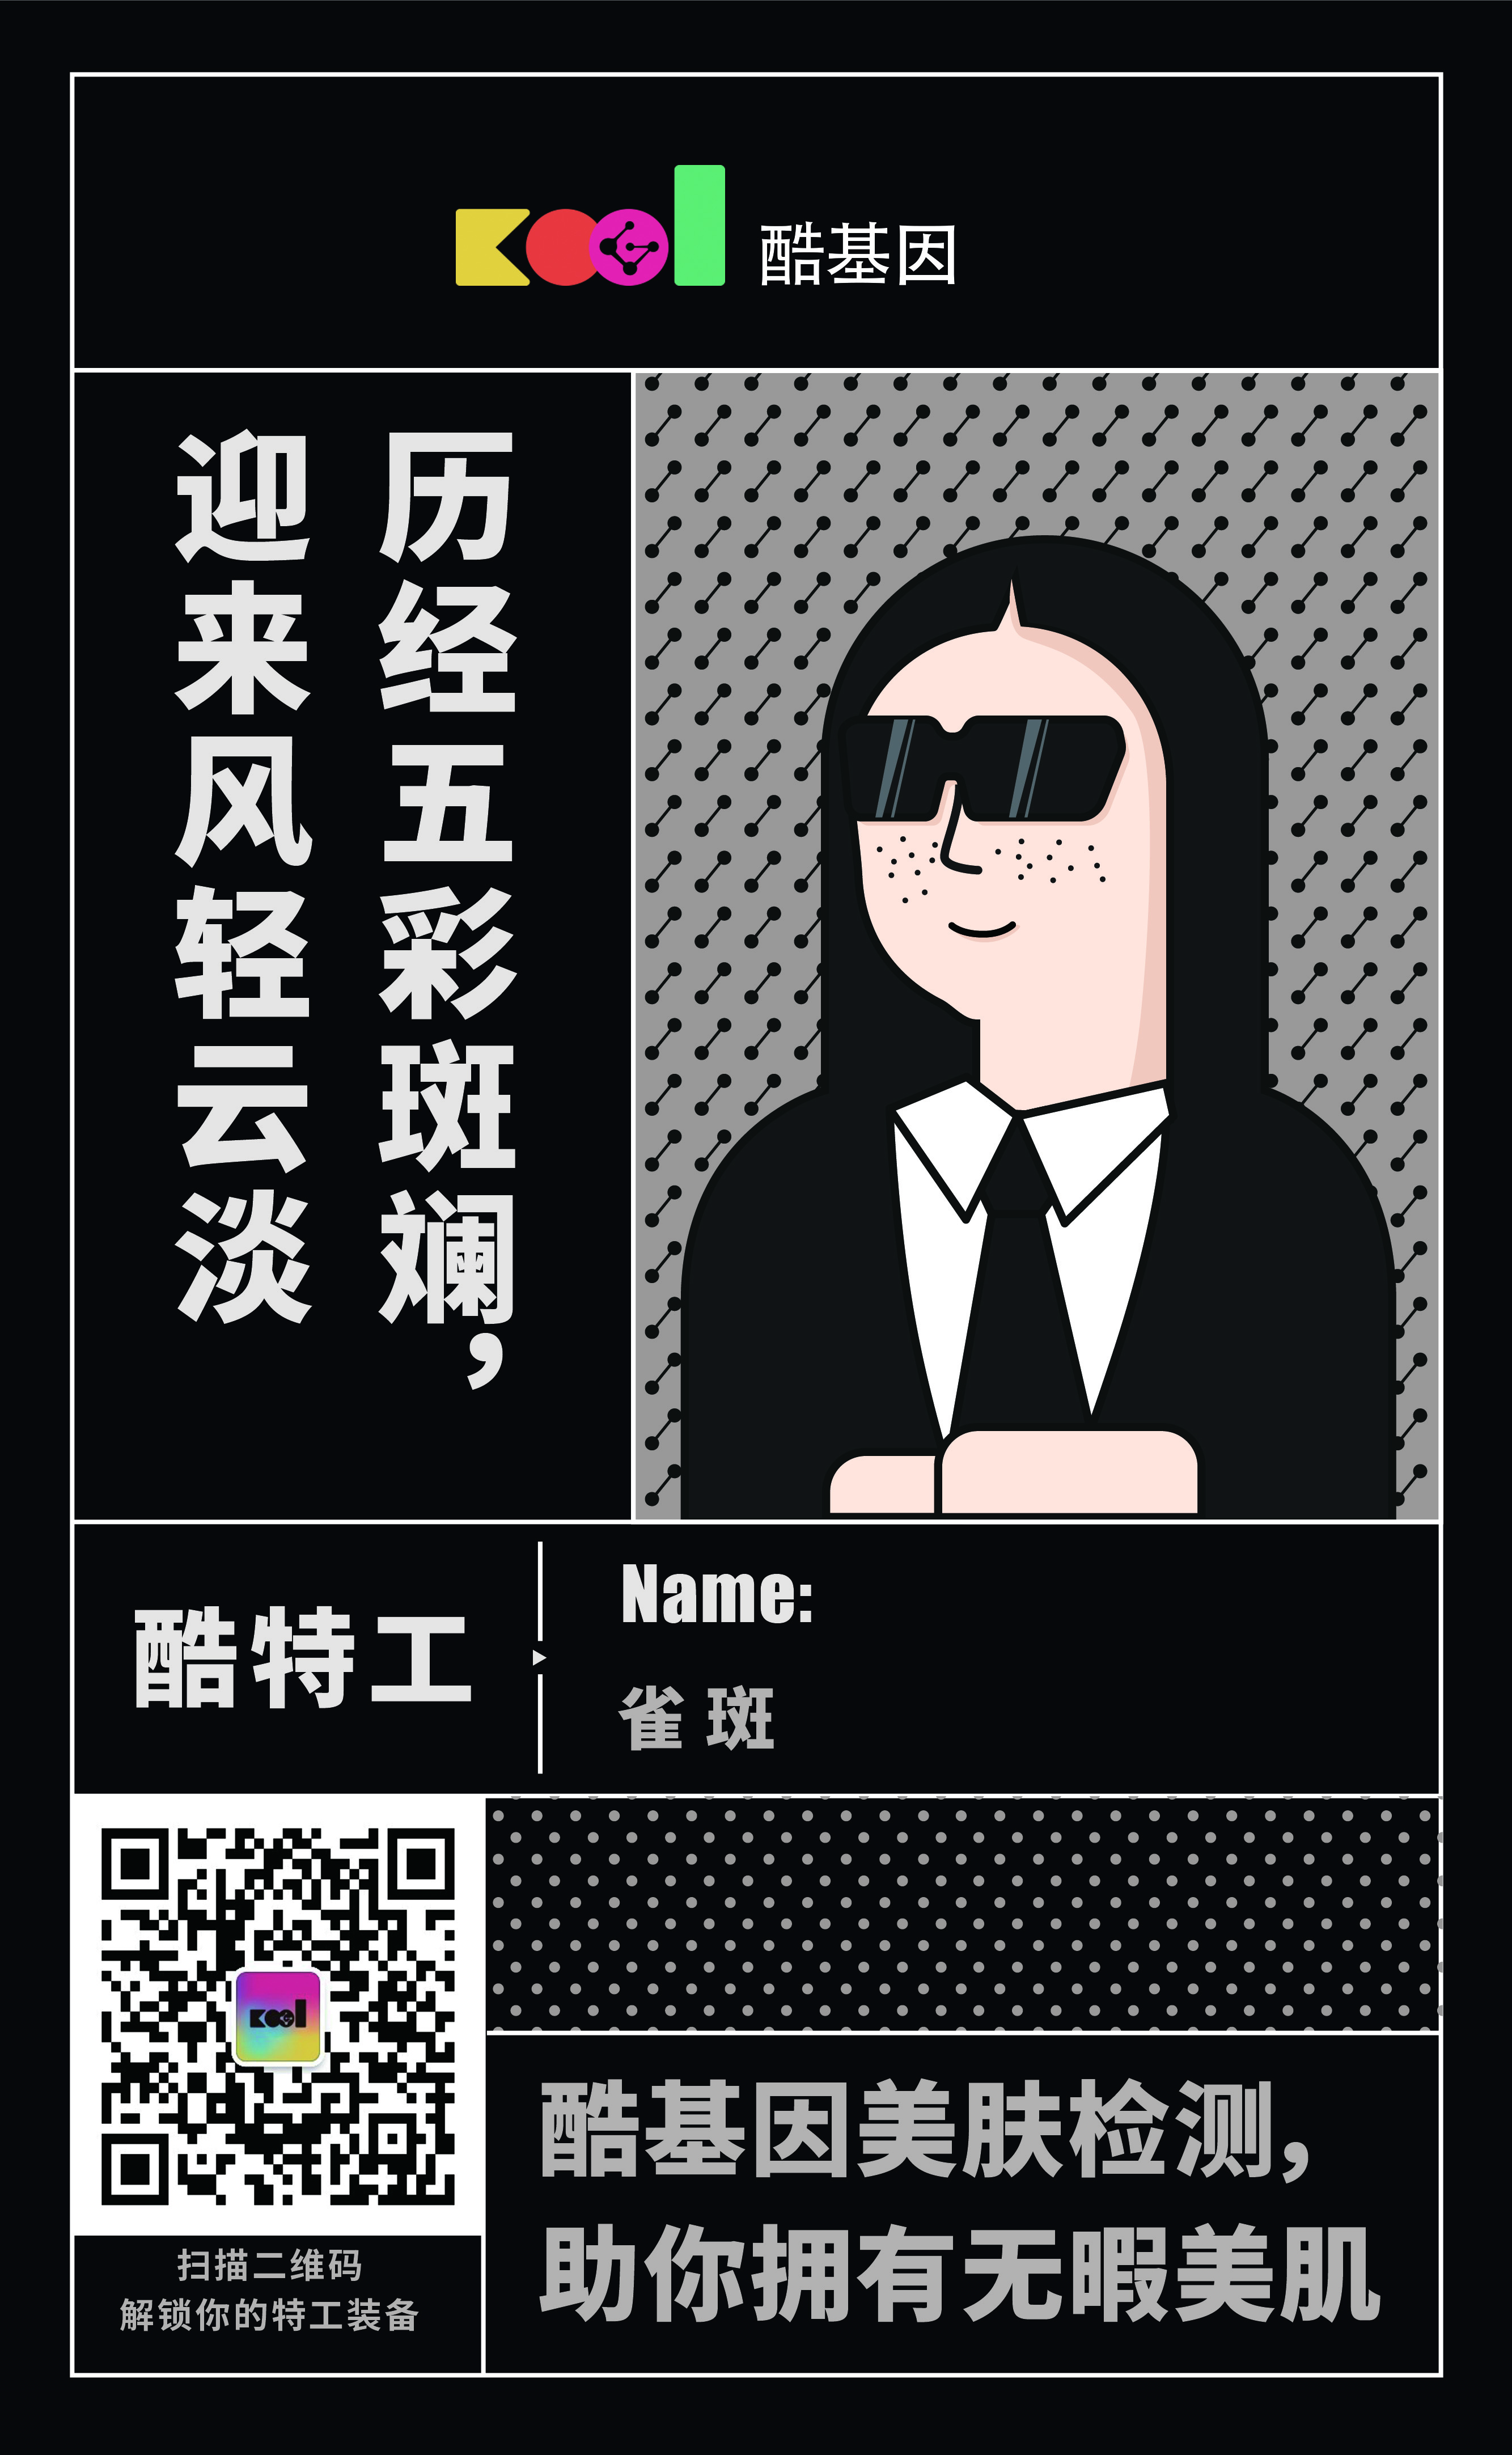 kool 酷基因
历经五彩斑斓，
迎来风轻云淡
酷特工
Name:
雀斑
kool
扫描二维码
解锁你的特工装备
酷基因美肤检测，
助你拥有无暇美肌